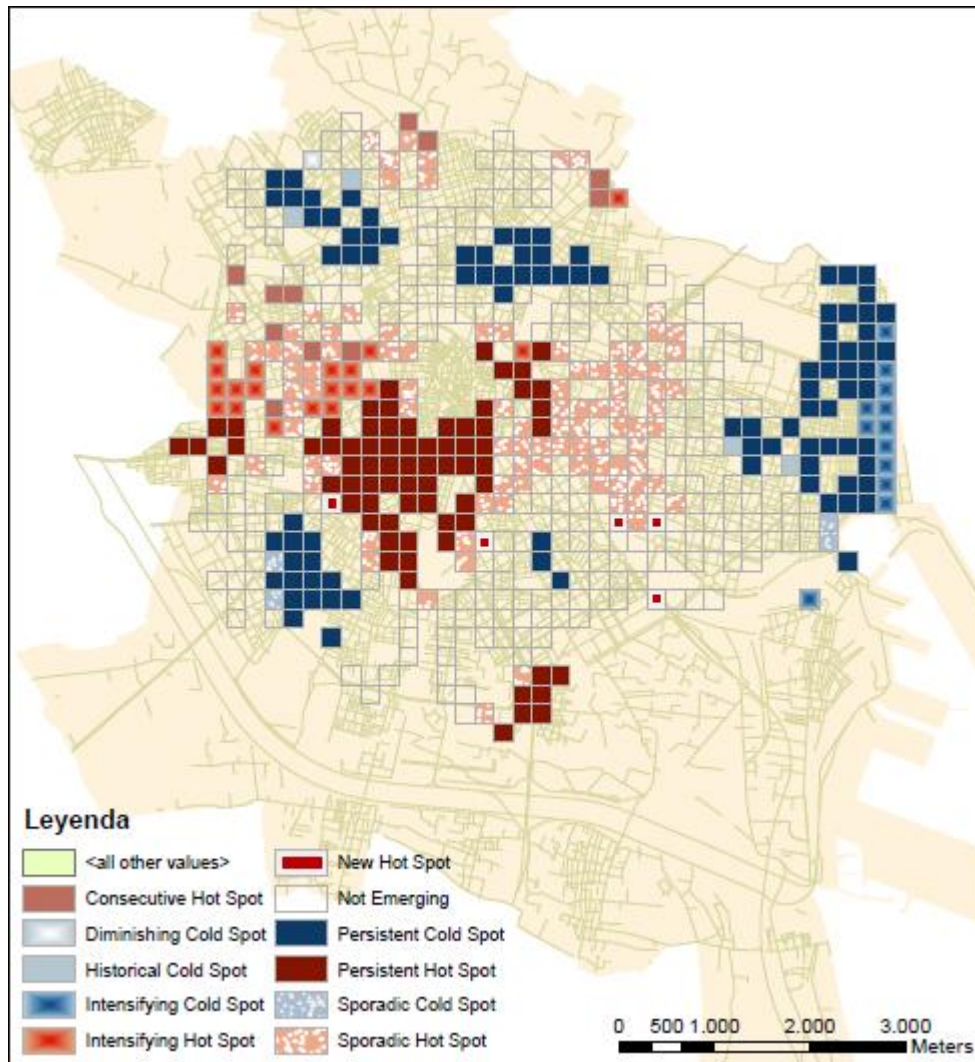 Leyenda
<all other values>
Consecutive Hot Spot
Diminishing Cold Spot
Historical Cold Spot
Intensifying Cold Spot
Intensifying Hot Spot
New Hot Spot
Not Emerging
Persistent Cold Spot
Persistent Hot Spot
Sporadic Cold Spot
Sporadic Hot Spot
0 500 1.000 2.000 3.000
Meters